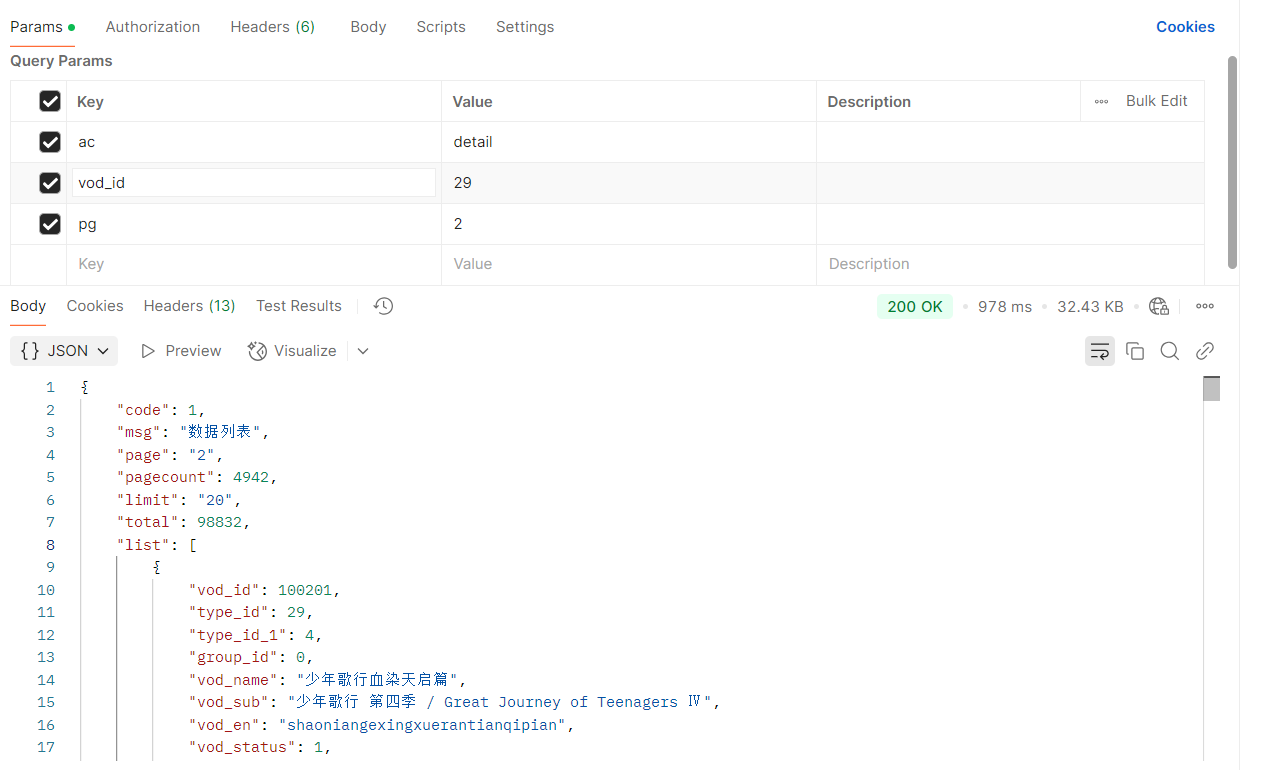 Params Authorization Headers (6) Body Scripts Settings Cookies
Query Params
Key Value Description Bulk Edit
ac detail
vod_id 29
pg 2
Key Value Description
Body Cookies Headers (13) Test Results 200 OK 978 ms 32.43 KB
{} JSON Preview Visualize
1 {
2 "code": 1,
3 "msg": "数据列表",
4 "page": "2",
5 "pagecount": 4942,
6 "limit": "20",
7 "total": 98832,
8 "list": [
9 {
10 "vod_id": 100201,
11 "type_id": 29,
12 "type_id_1": 4,
13 "group_id": 0,
14 "vod_name": "少年歌行血染天启篇",
15 "vod_sub": "少年歌行 第四季 / Great Journey of Teenagers Ⅳ",
16 "vod_en": "shaoniangexingxuerantianqipian",
17 "vod_status": 1,